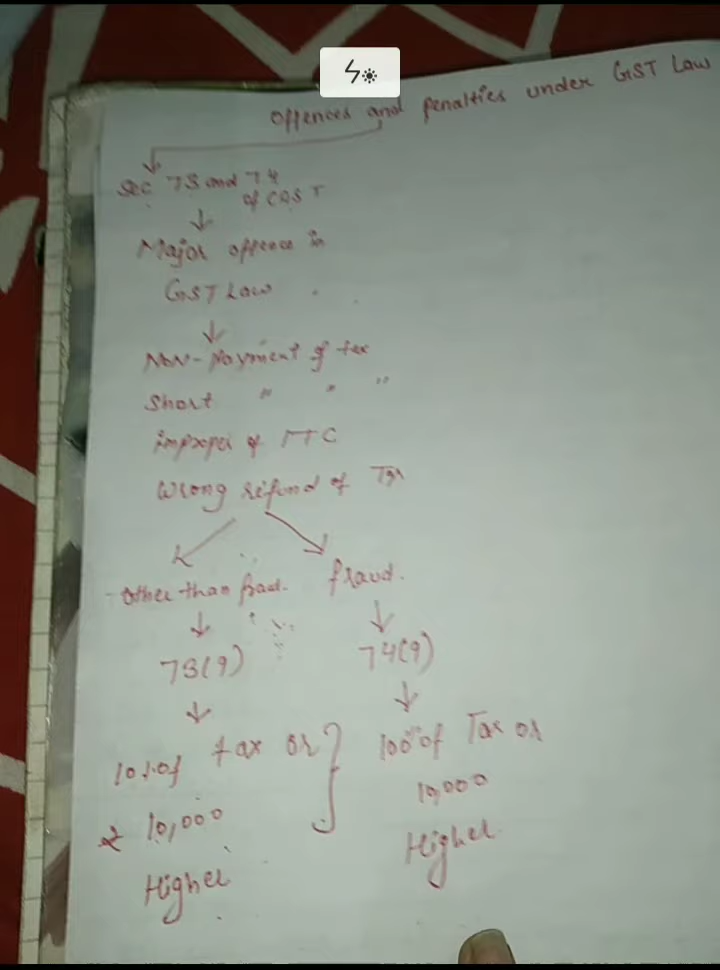 Offences and penalties under GST Law
Sec 73 and 74
of CGST
Major offence in
GST Law
Non-Payment of tax
Short " " "
improper of ITC
Wrong refund of Tax
Other than fraud. fraud.
73(9) 74(9)
10% of tax or 100% of Tax or
₹ 10,000 10,000
Higher Higher